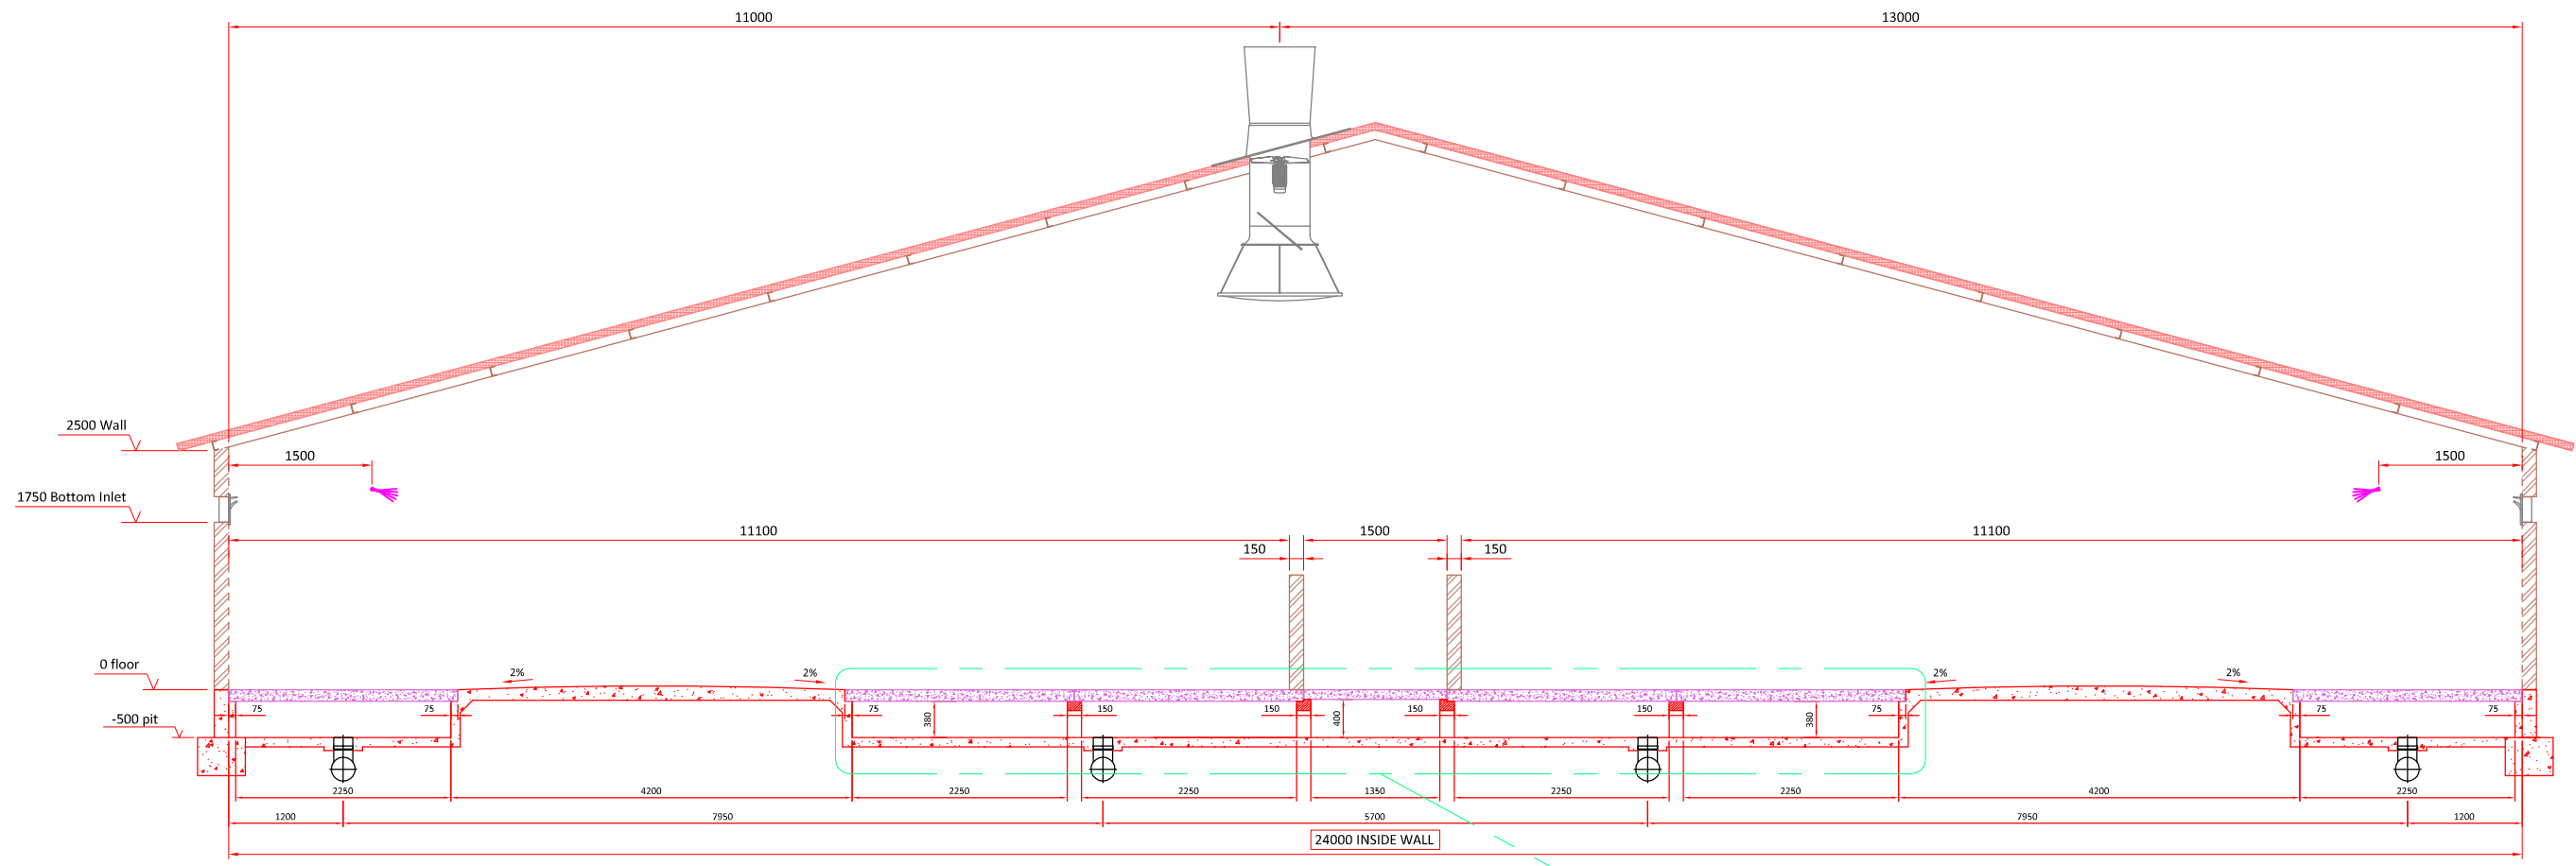 11000 13000
2500 Wall
1500 1500
1750 Bottom Inlet
11100 1500 11100
150 150
0 floor
2% 2% 2% 2%
-500 pit
75 75 75 150 150 150 150 75 75 75
380 400 380
2250 4200 2250 2250 1350 2250 2250 4200 2250
1200 7950 5700 7950 1200
24000 INSIDE WALL